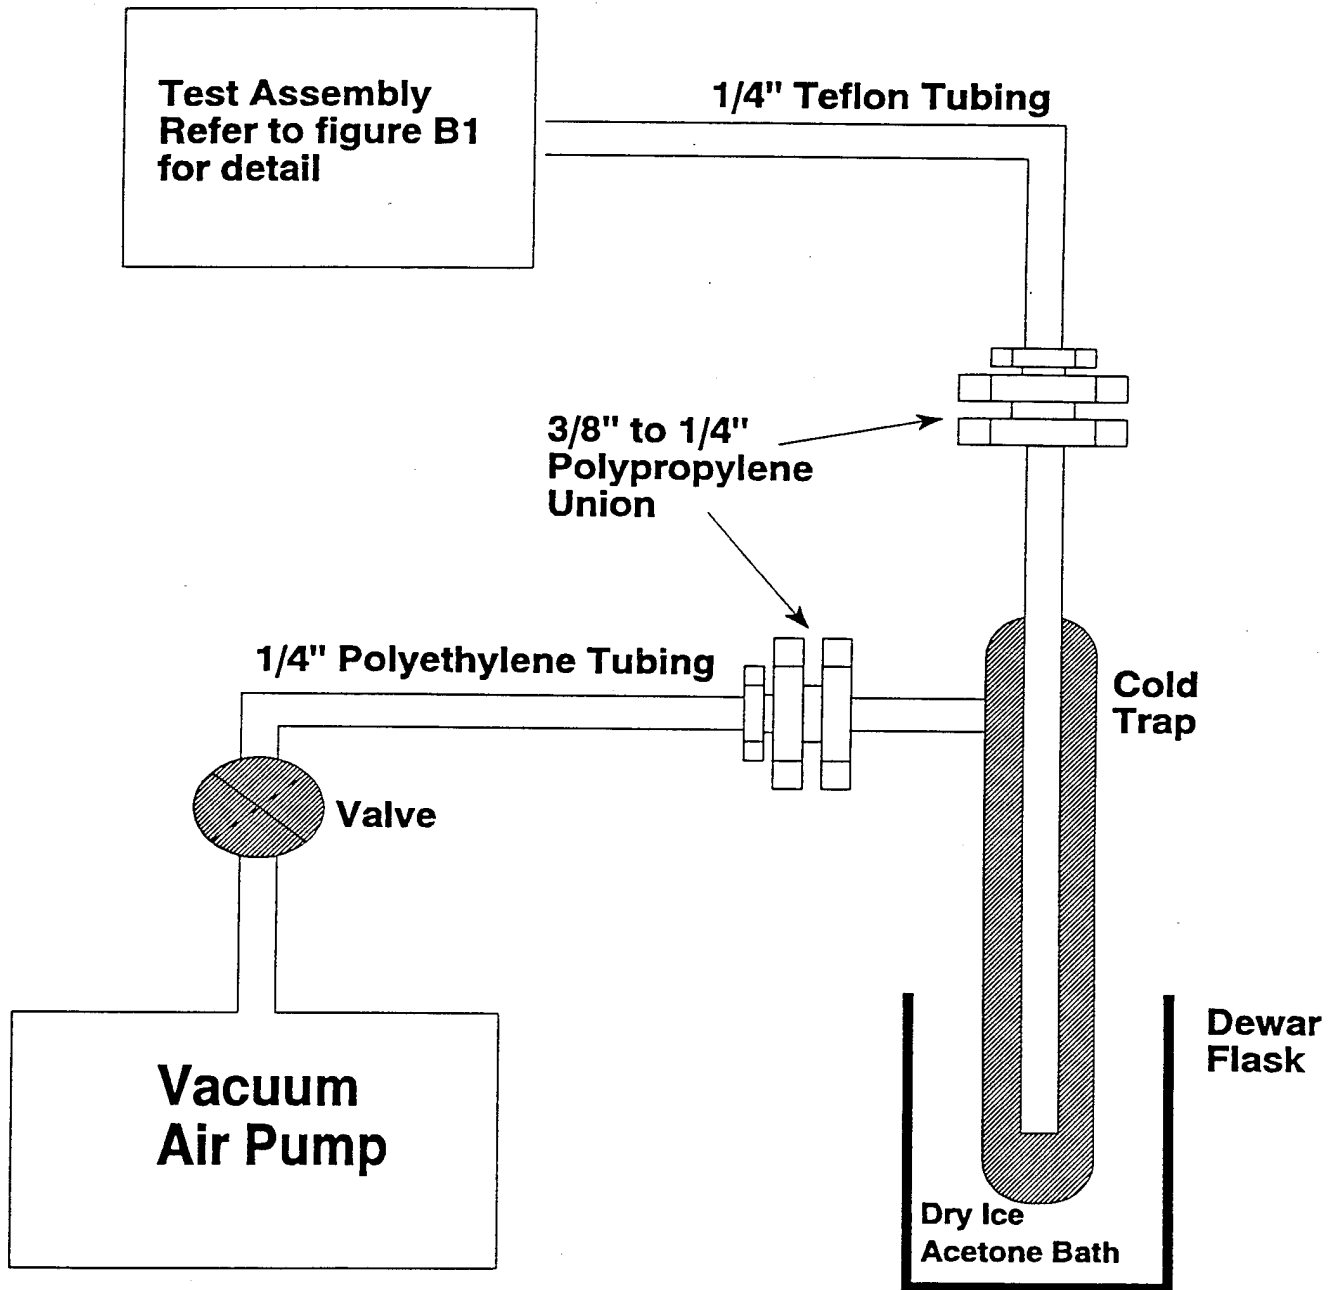 Test Assembly
Refer to figure B1
for detail
1/4" Teflon Tubing
3/8" to 1/4"
Polypropylene
Union
1/4" Polyethylene Tubing
Cold
Trap
Valve
Dewar
Flask
Vacuum
Air Pump
Dry Ice
Acetone Bath